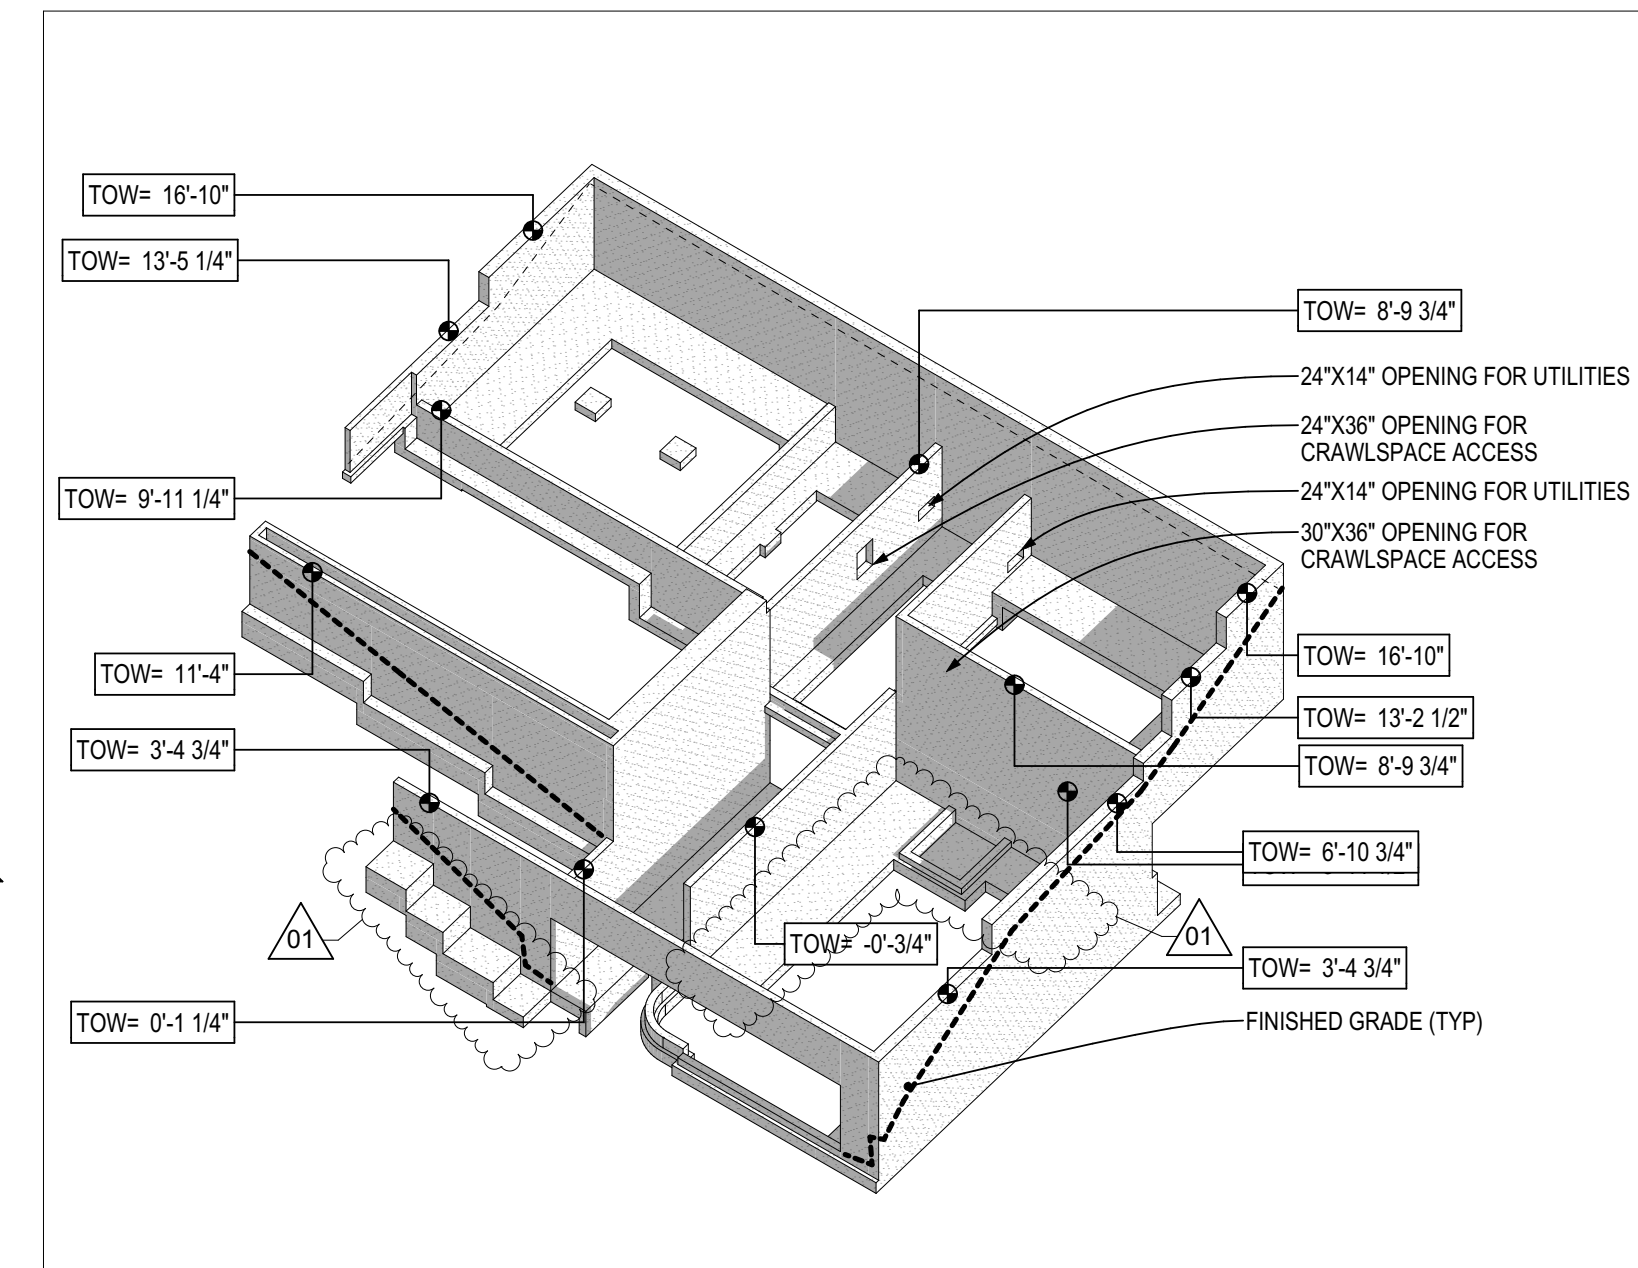 TOW= 16'-10"
TOW= 13'-5 1/4"
TOW= 8'-9 3/4"
24"X14" OPENING FOR UTILITIES
24"X36" OPENING FOR
CRAWLSPACE ACCESS
TOW= 9'-11 1/4"
24"X14" OPENING FOR UTILITIES
30"X36" OPENING FOR
CRAWLSPACE ACCESS
TOW= 11'-4"
TOW= 16'-10"
TOW= 13'-2 1/2"
TOW= 3'-4 3/4"
TOW= 8'-9 3/4"
TOW= 6'-10 3/4"
01
TOW= -0'-3/4"
01
TOW= 3'-4 3/4"
TOW= 0'-1 1/4"
FINISHED GRADE (TYP)